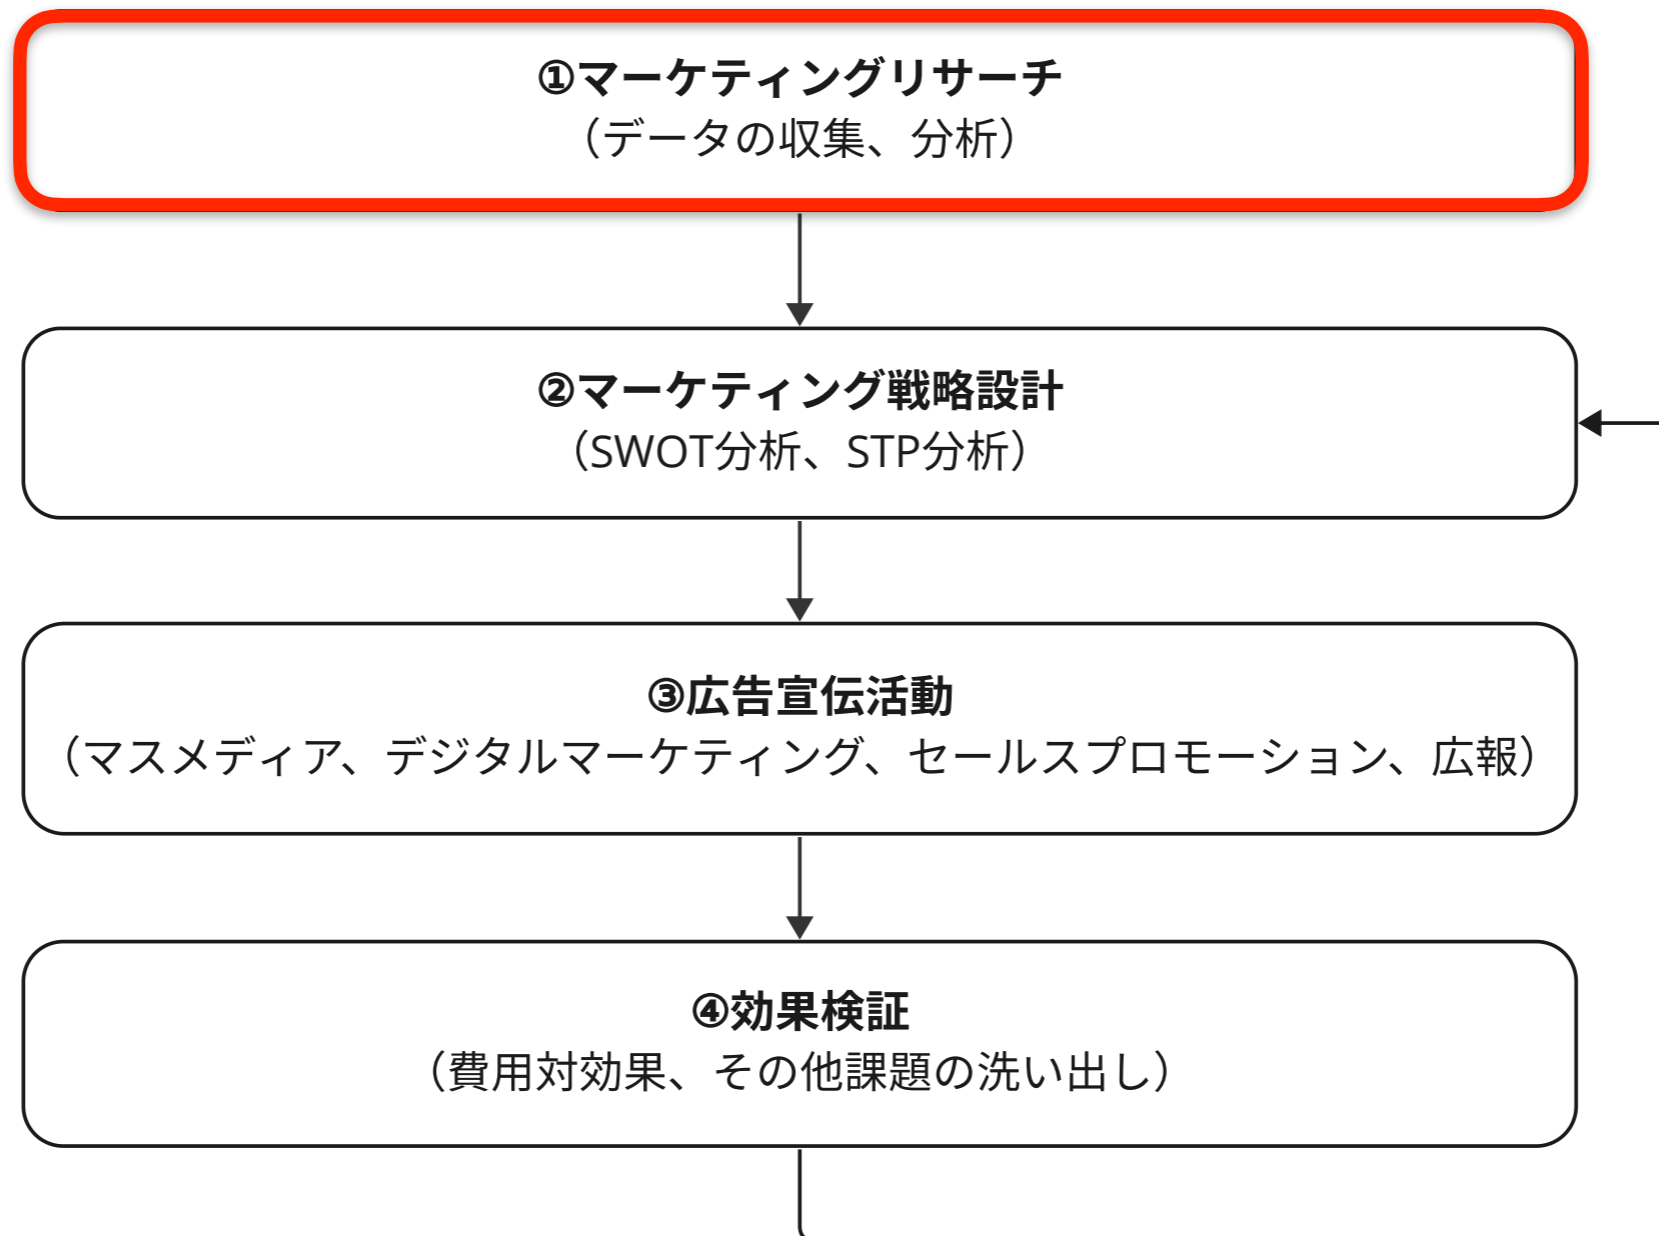 ①マーケティングリサーチ
（データの収集、分析）
②マーケティング戦略設計
（SWOT分析、STP分析）
③広告宣伝活動
（マスメディア、デジタルマーケティング、セールスプロモーション、広報）
④効果検証
（費用対効果、その他課題の洗い出し）